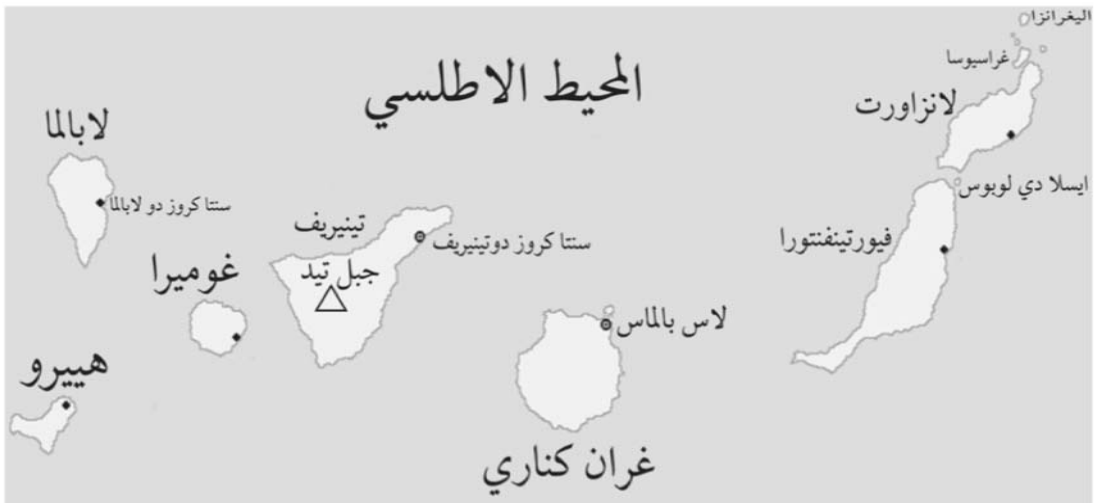 اليغرانزا
غراسيوسا
المحيط الاطلسي
لانزاورت
لابالما
ايسلا دي لوبوس
سنتا كروز دو لابالما
تينيريف
سنتا كروز دوتينيريف
فيورتينفنتورا
غوميرا
جبل تيد
لاس بالماس
هييرو
غران كناري